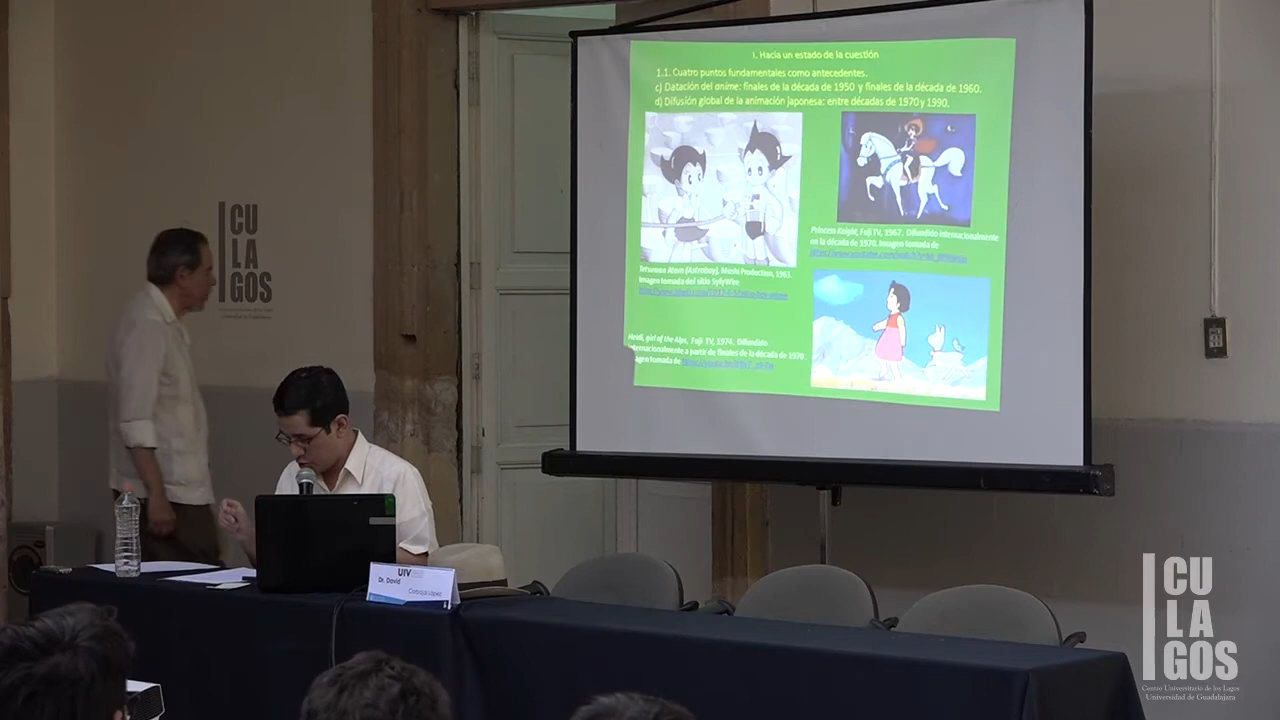 I. Hacia un estado de la cuestión
1.1. Cuatro puntos fundamentales como antecedentes.
c) Datación del anime: finales de la década de 1950 y finales de la década de 1960.
d) Difusión global de la animación japonesa: entre décadas de 1970 y 1990.
Tetsuwan Atom (Astroboy), Mushi Production, 1963.
Imagen tomada del sitio SyfyWire
Princess Knight, Fuji TV, 1967. Difundido internacionalmente
en la década de 1970. Imagen tomada de
Heidi, girl of the Alps, Fuji TV, 1974. Difundido
internacionalmente a partir de finales de la década de 1970
Imagen tomada de
CU
LA
GOS
UIV
Dr. David
López
CU
LA
GOS
Centro Universitario de los Lagos
Universidad de Guadalajara